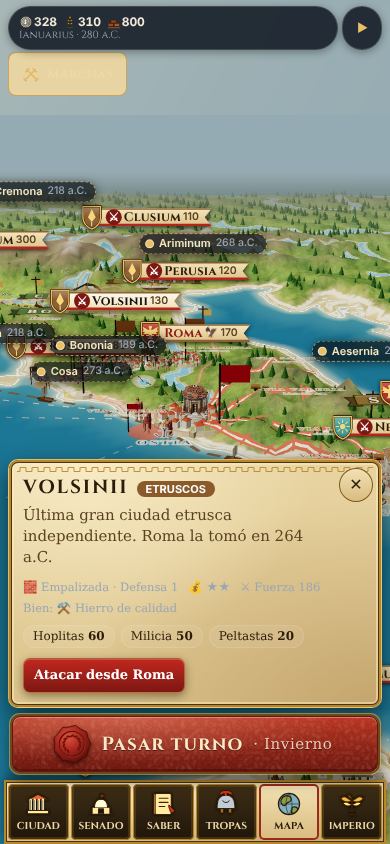 328 310 800
IANUARIUS · 280 A.C.
MARCHAS
Cremona 218 a.C.
CLUSIUM 110
UM 300
Ariminum 268 a.C.
PERUSIA 120
VOLSINII 130
218 a.C.
ROMA 170
Bononia 189 a.C.
Aesernia 2
Cosa 273 a.C.
NE
OSTIA
VOLSINII ETRUSCOS
Última gran ciudad etrusca
independiente. Roma la tomó en 264
a.C.
Empalizada · Defensa 1 ★★ Fuerza 186
Bien: Hierro de calidad
Hoplitas 60 Milicia 50 Peltastas 20
Atacar desde Roma
PASAR TURNO · Invierno
CIUDAD SENADO SABER TROPAS MAPA IMPERIO